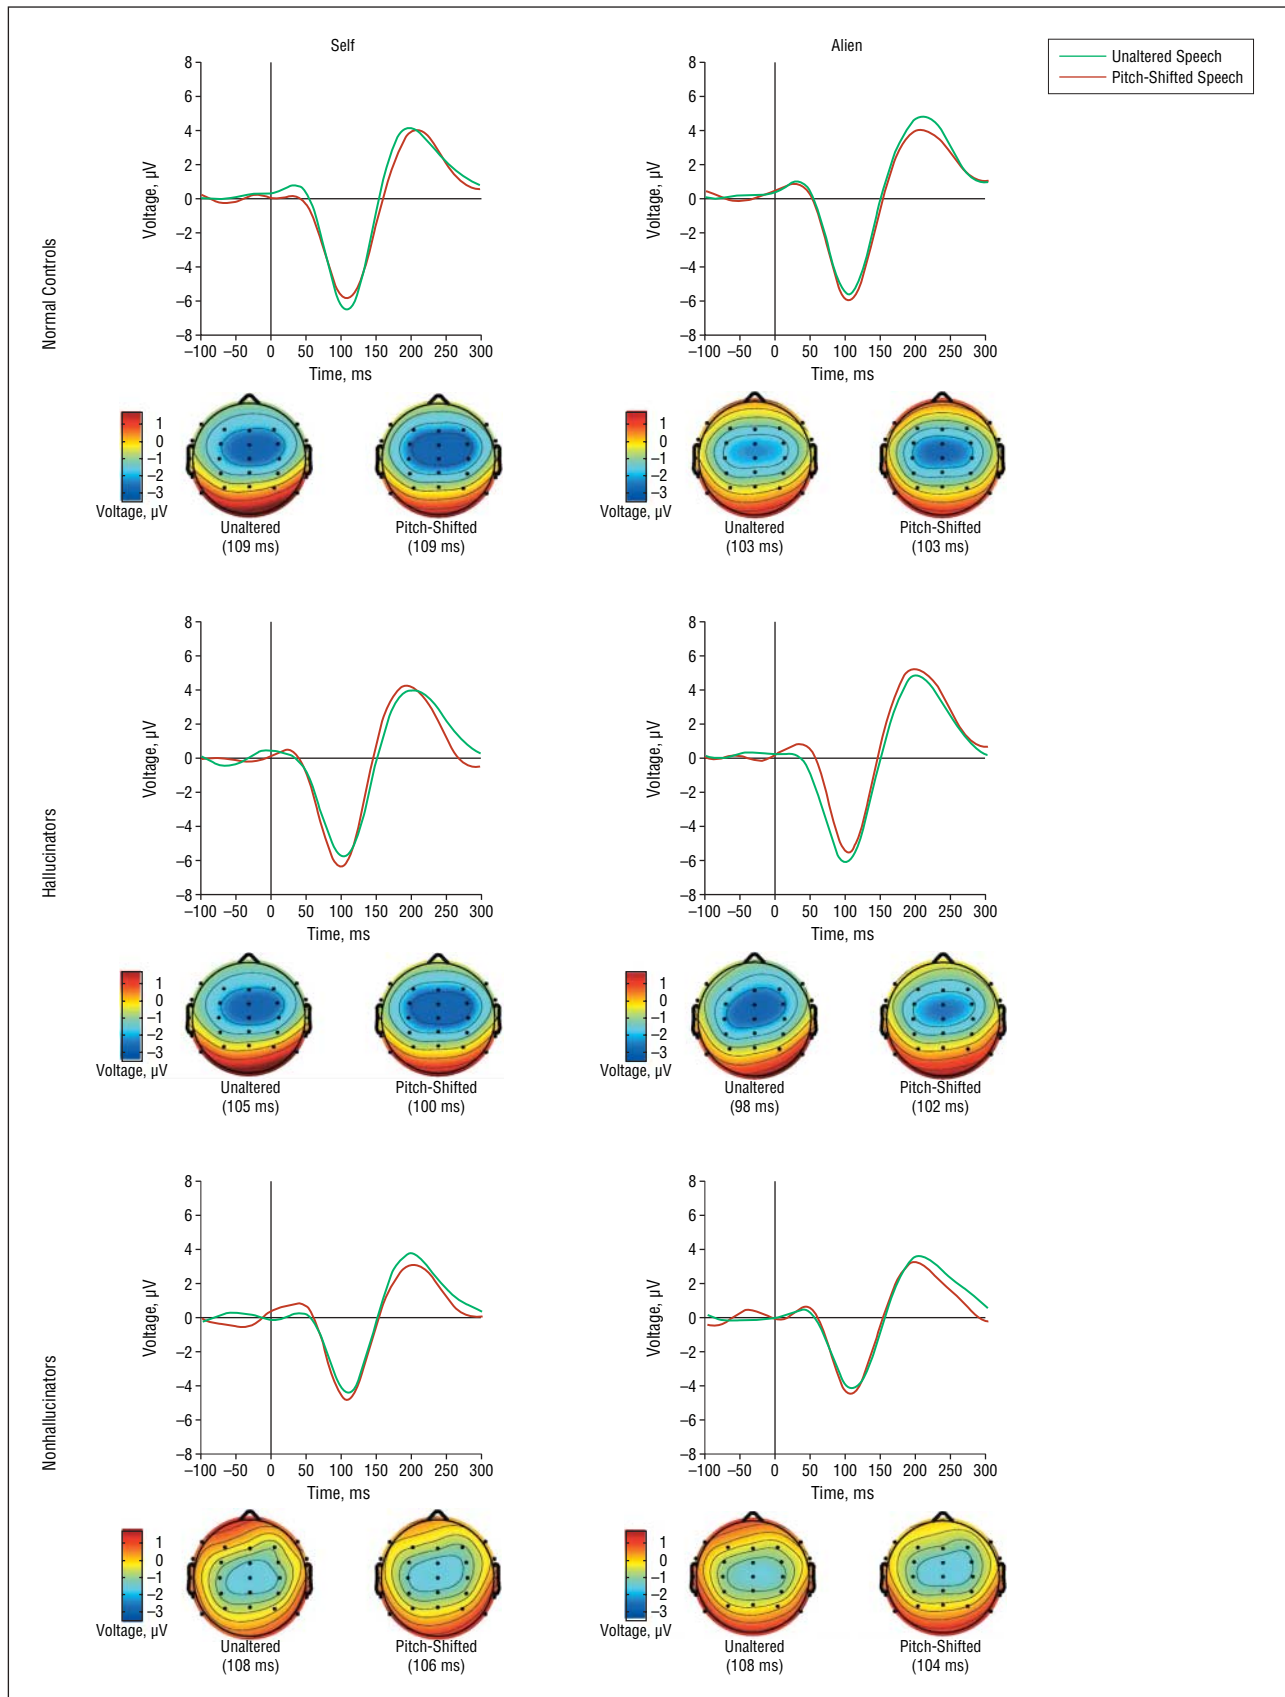 Self
Alien
Unaltered Speech
Pitch-Shifted Speech
Normal Controls
8
6
4
2
0
−2
−4
−6
−8
Voltage, µV
−100 −50 0 50 100 150 200 250 300
Time, ms
8
6
4
2
0
−2
−4
−6
−8
Voltage, µV
−100 −50 0 50 100 150 200 250 300
Time, ms
1
0
−1
−2
−3
Voltage, µV
Unaltered
(109 ms)
Pitch-Shifted
(109 ms)
1
0
−1
−2
−3
Voltage, µV
Unaltered
(103 ms)
Pitch-Shifted
(103 ms)
Hallucinators
8
6
4
2
0
−2
−4
−6
−8
Voltage, µV
−100 −50 0 50 100 150 200 250 300
Time, ms
8
6
4
2
0
−2
−4
−6
−8
Voltage, µV
−100 −50 0 50 100 150 200 250 300
Time, ms
1
0
−1
−2
−3
Voltage, µV
Unaltered
(105 ms)
Pitch-Shifted
(100 ms)
1
0
−1
−2
−3
Voltage, µV
Unaltered
(98 ms)
Pitch-Shifted
(102 ms)
Nonhallucinators
8
6
4
2
0
−2
−4
−6
−8
Voltage, µV
−100 −50 0 50 100 150 200 250 300
Time, ms
8
6
4
2
0
−2
−4
−6
−8
Voltage, µV
−100 −50 0 50 100 150 200 250 300
Time, ms
1
0
−1
−2
−3
Voltage, µV
Unaltered
(108 ms)
Pitch-Shifted
(106 ms)
1
0
−1
−2
−3
Voltage, µV
Unaltered
(108 ms)
Pitch-Shifted
(104 ms)